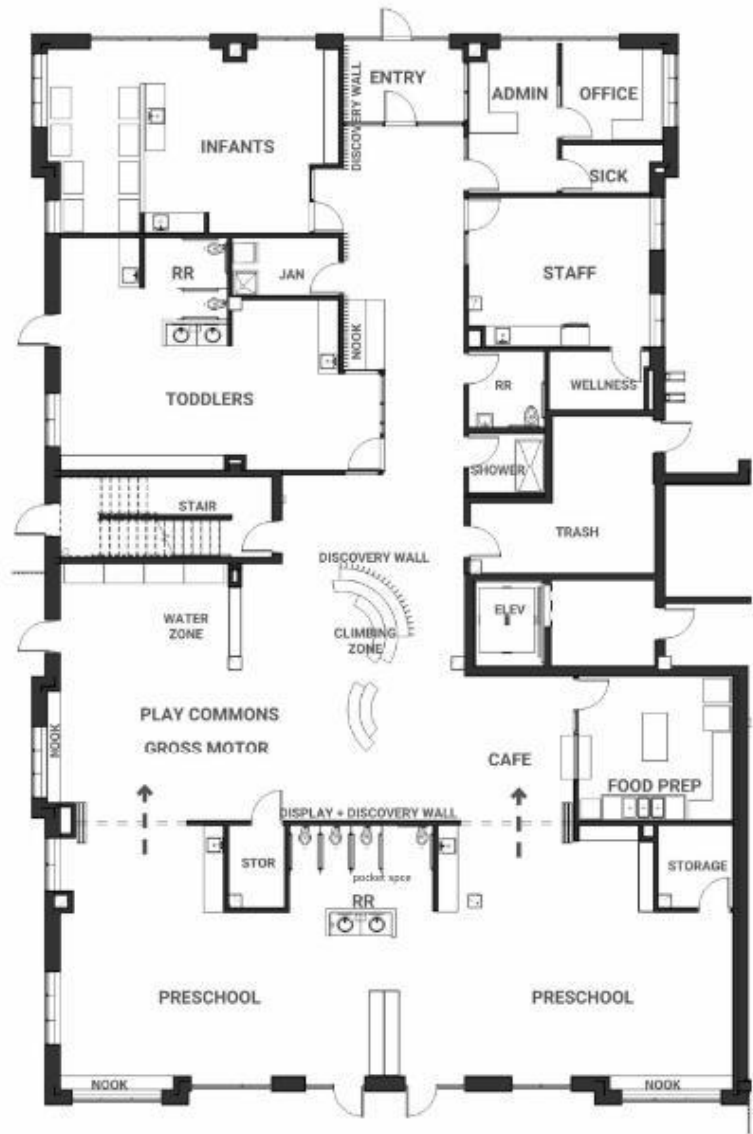 ENTRY
DISCOVERY WALL
ADMIN
OFFICE
INFANTS
SICK
RR
JAN
STAFF
NOOK
TODDLERS
RR
WELLNESS
SHOWER
STAIR
TRASH
DISCOVERY WALL
ELEV
WATER
ZONE
CLIMBING
ZONE
NOOK
PLAY COMMONS
GROSS MOTOR
CAFE
FOOD PREP
DISPLAY + DISCOVERY WALL
STOR
STORAGE
pocket spce
RR
PRESCHOOL
PRESCHOOL
NOOK
NOOK